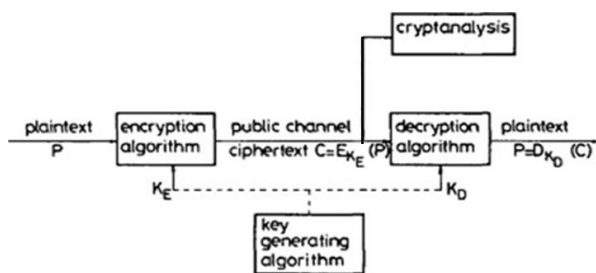 cryptanalysis
plaintext
P
encryption
algorithm
public channel
ciphertext C=E_{K_E}(P)
decryption
algorithm
plaintext
P=D_{K_D}(C)
K_E
K_D
key
generating
algorithm